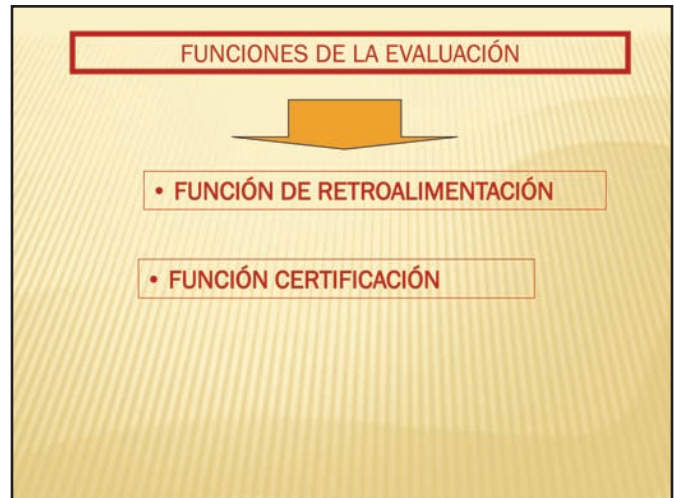 FUNCIONES DE LA EVALUACIÓN
• FUNCIÓN DE RETROALIMENTACIÓN
• FUNCIÓN CERTIFICACIÓN